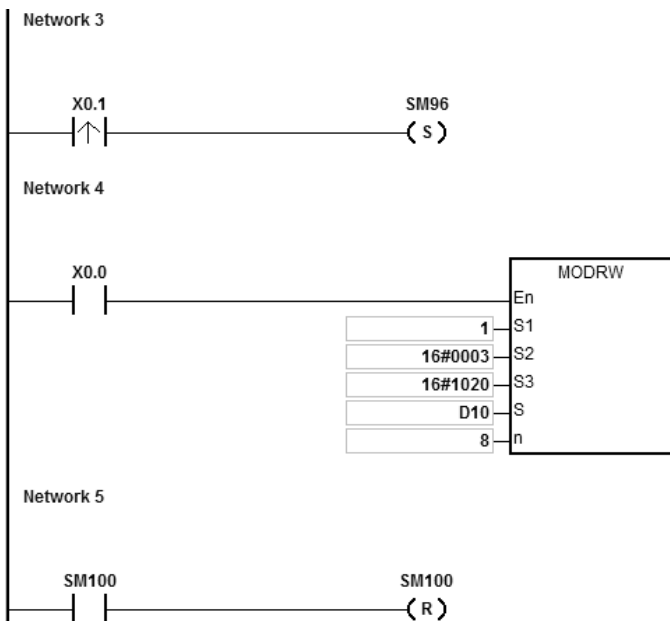 Network 3
X0.1 SM96
S
Network 4
X0.0 MODRW
En
1 S1
16#0003 S2
16#1020 S3
D10 S
8 n
Network 5
SM100 SM100
R